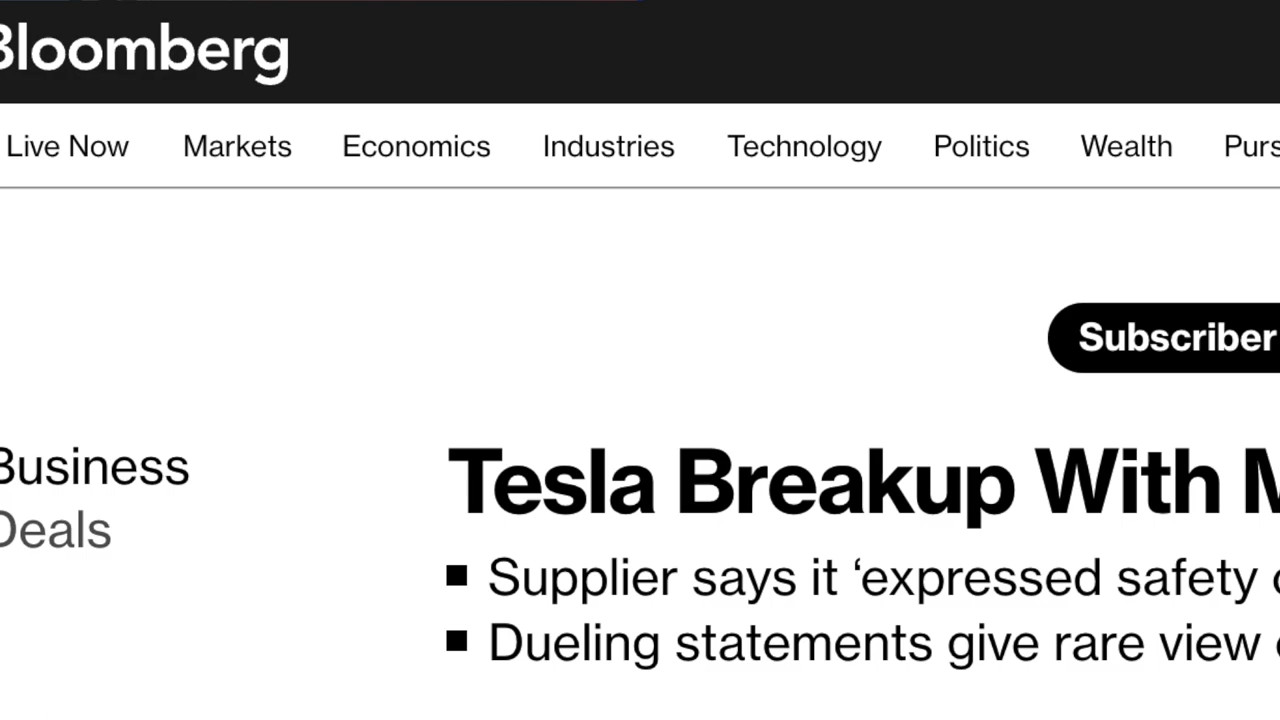 Bloomberg
Live Now Markets Economics Industries Technology Politics Wealth Purs
Subscriber
Business
Deals
Tesla Breakup With M
Supplier says it ‘expressed safety
Dueling statements give rare view